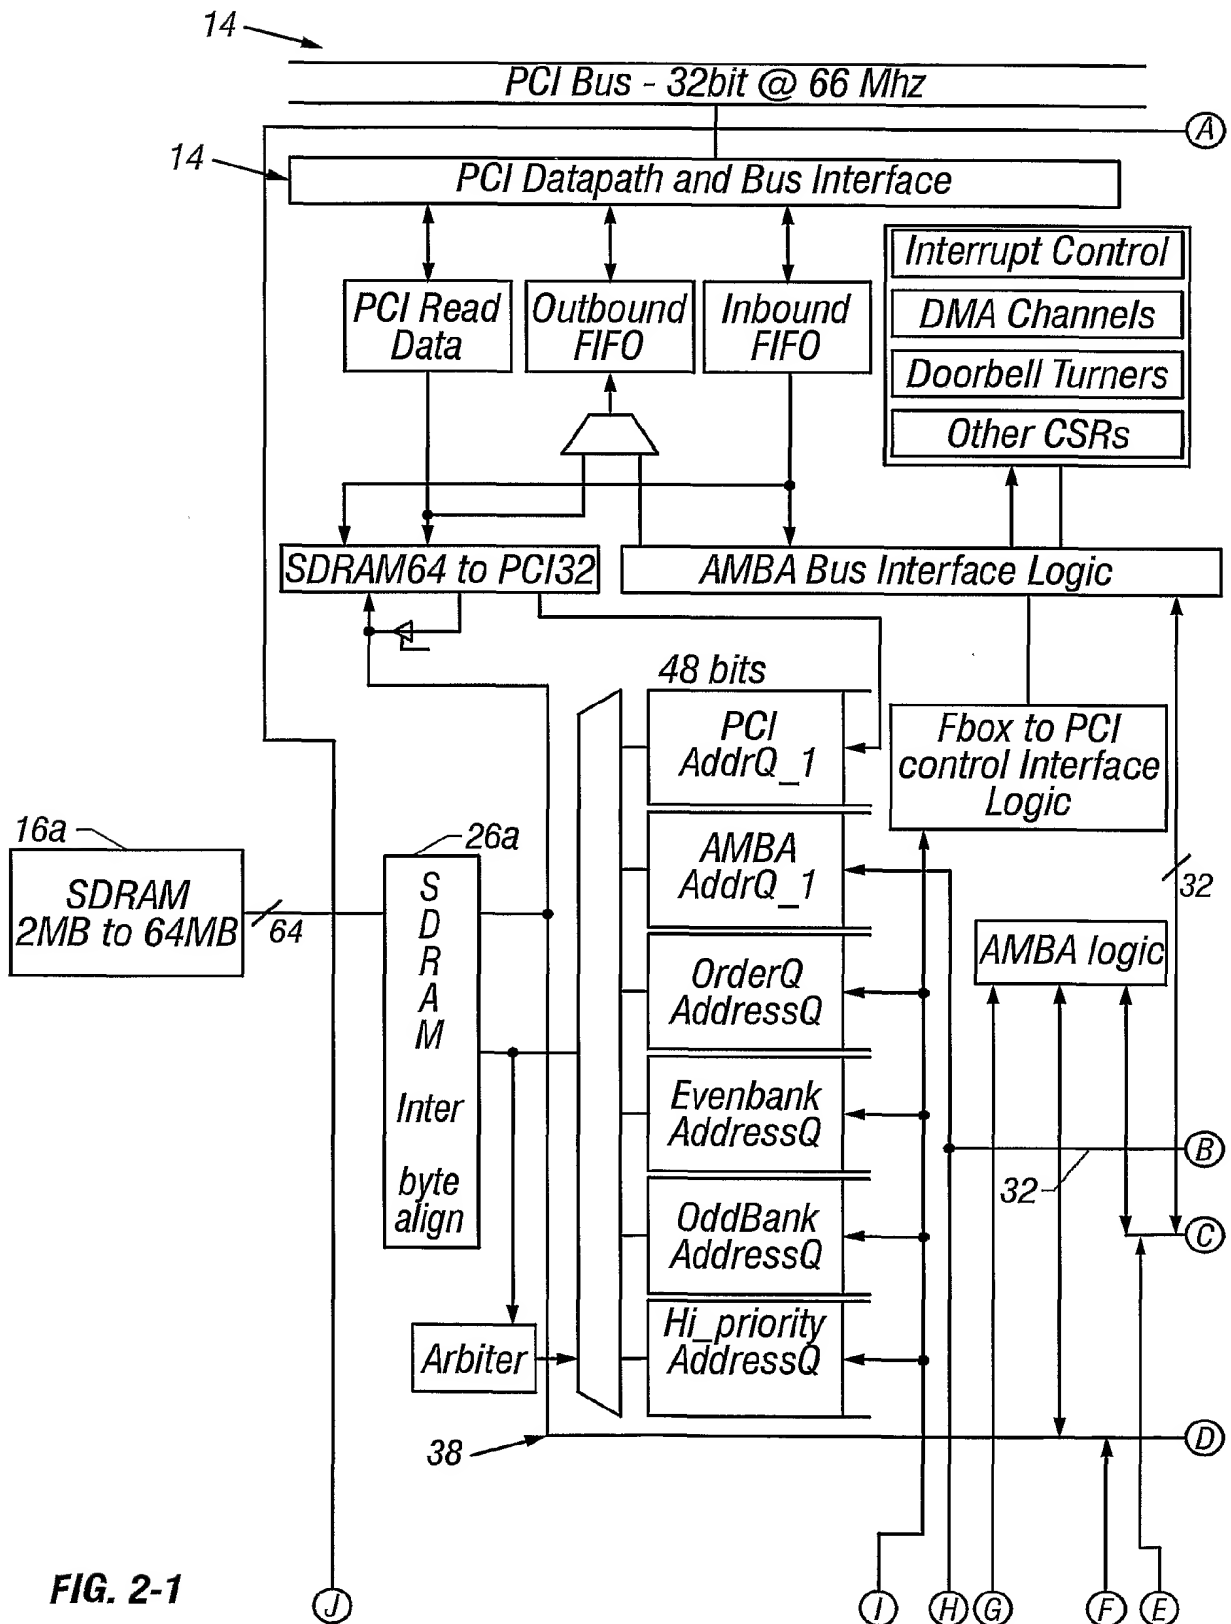 14
PCI Bus - 32bit @ 66 Mhz
A
14
PCI Datapath and Bus Interface
Interrupt Control
DMA Channels
Doorbell Turners
Other CSRs
PCI Read
Data
Outbound
FIFO
Inbound
FIFO
SDRAM64 to PCI32
AMBA Bus Interface Logic
48 bits
PCI
AddrQ_1
Fbox to PCI
control Interface
Logic
16a
SDRAM
2MB to 64MB
64
26a
S
D
R
A
M
Inter
byte
align
AMBA
AddrQ_1
32
AMBA logic
OrderQ
AddressQ
Evenbank
AddressQ
B
32
OddBank
AddressQ
C
Hi_priority
AddressQ
Arbiter
38
D
FIG. 2-1
J
I
H
G
F
E